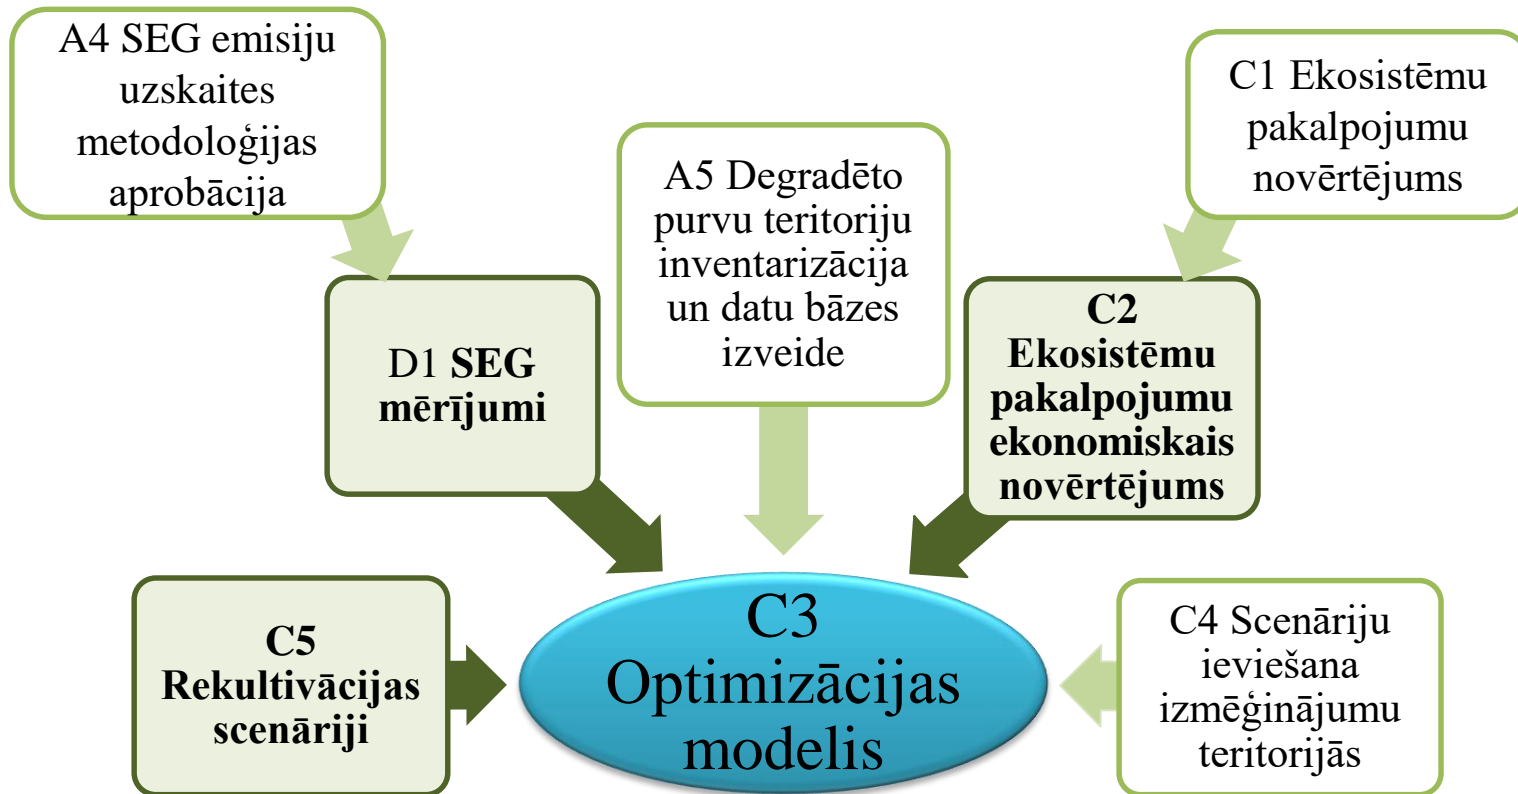 A4 SEG emisiju
uzskaites
metodoloģijas
aprobācija
C1 Ekosistēmu
pakalpojumu
novērtējums
A5 Degradēto
purvu teritoriju
inventarizācija
un datu bāzes
izveide
D1 SEG
mērījumi
C2
Ekosistēmu
pakalpojumu
ekonomiskais
novērtējums
C5
Rekultivācijas
scenāriji
C3
Optimizācijas
modelis
C4 Scenāriju
ieviešana
izmēģinājumu
teritorijās